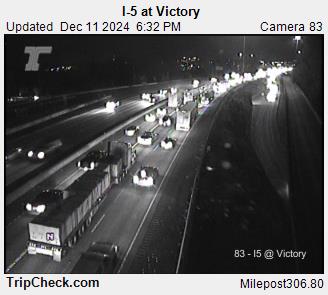 I-5 at Victory
Updated Dec 11 2024 6:32 PM Camera 83
83 - I5 @ Victory
TripCheck.com Milepost306.80